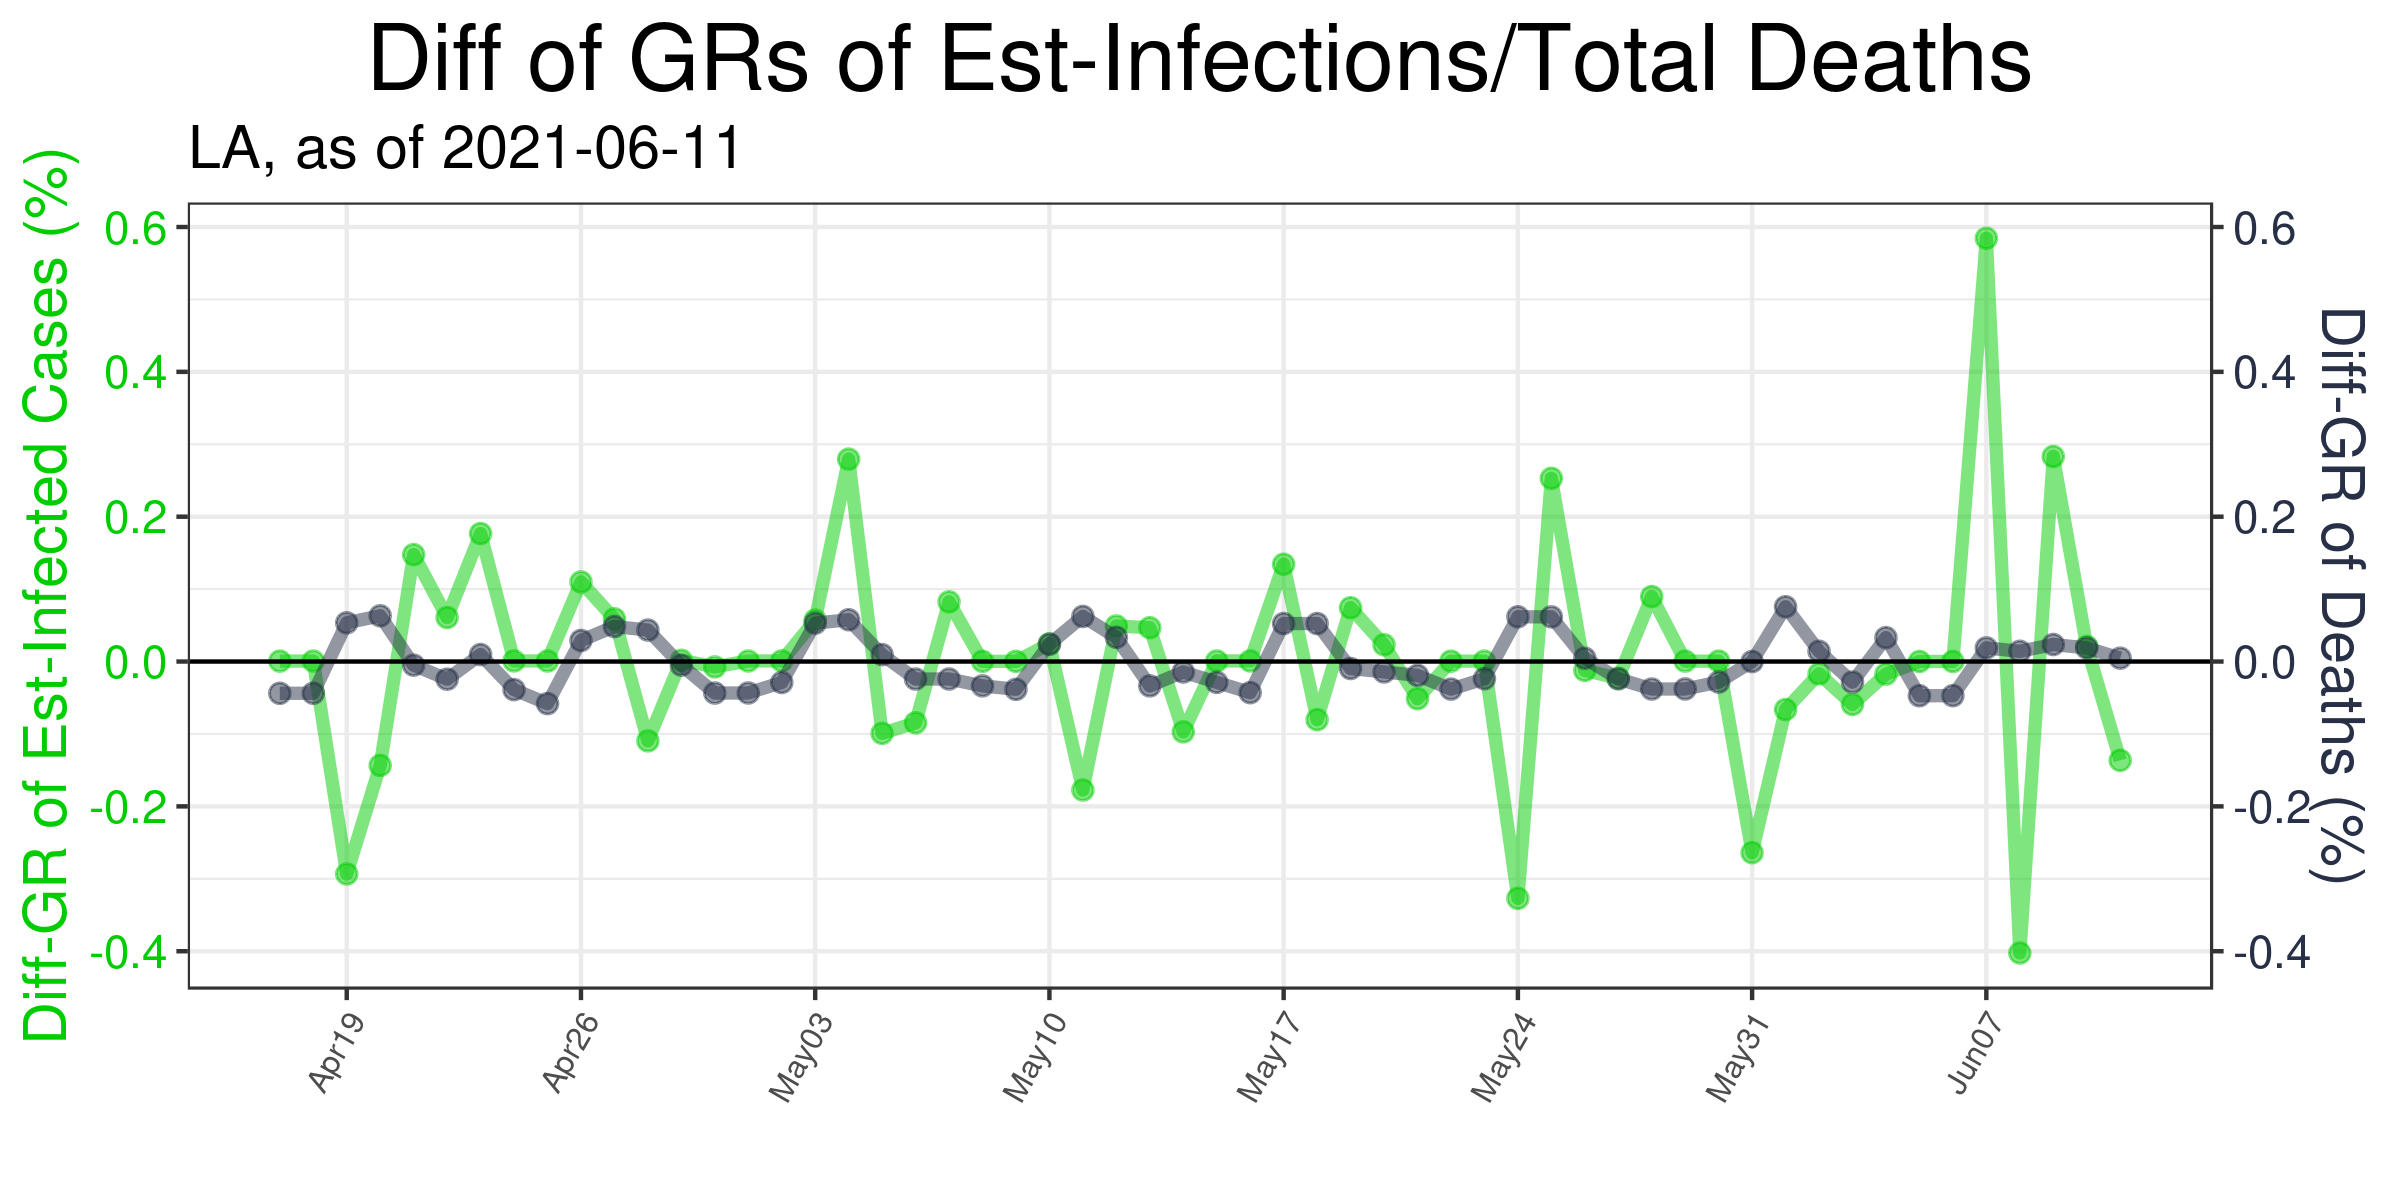 Diff of GRs of Est-Infections/Total Deaths
LA, as of 2021-06-11
Diff-GR of Est-Infected Cases (%)
0.6
0.4
0.2
0.0
-0.2
-0.4
0.6
0.4
0.2
0.0
-0.2
-0.4
Diff-GR of Deaths (%)
Apr19
Apr26
May03
May10
May17
May24
May31
Jun07